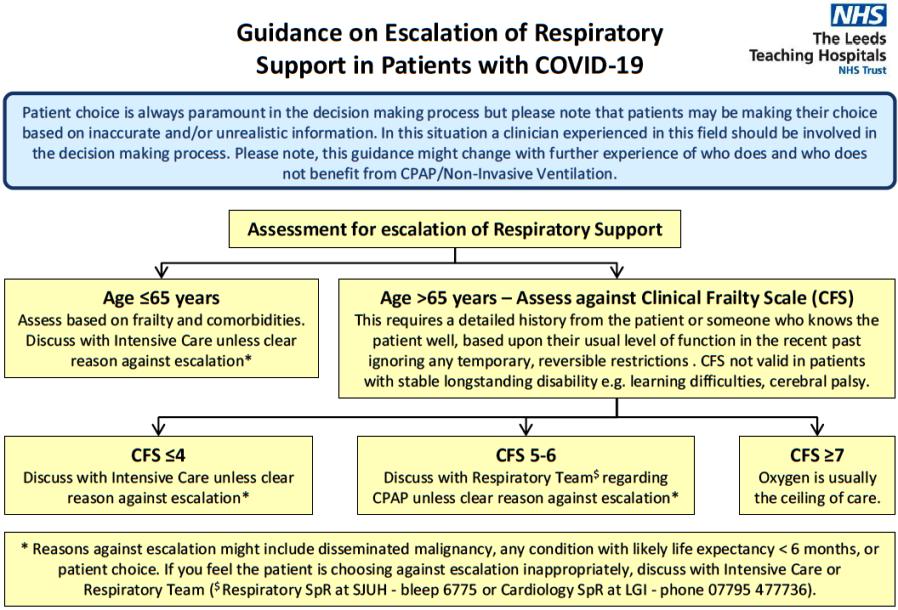 Guidance on Escalation of Respiratory
Support in Patients with COVID-19
NHS
The Leeds
Teaching Hospitals
NHS Trust
Patient choice is always paramount in the decision making process but please note that patients may be making their choice
based on inaccurate and/or unrealistic information. In this situation a clinician experienced in this field should be involved in
the decision making process. Please note, this guidance might change with further experience of who does and who does
not benefit from CPAP/Non-Invasive Ventilation.
Assessment for escalation of Respiratory Support
Age ≤65 years
Assess based on frailty and comorbidities.
Discuss with Intensive Care unless clear
reason against escalation*
Age >65 years – Assess against Clinical Frailty Scale (CFS)
This requires a detailed history from the patient or someone who knows the
patient well, based upon their usual level of function in the recent past
ignoring any temporary, reversible restrictions . CFS not valid in patients
with stable longstanding disability e.g. learning difficulties, cerebral palsy.
CFS ≤4
Discuss with Intensive Care unless clear
reason against escalation*
CFS 5-6
Discuss with Respiratory Team$ regarding
CPAP unless clear reason against escalation*
CFS ≥7
Oxygen is usually
the ceiling of care.
* Reasons against escalation might include disseminated malignancy, any condition with likely life expectancy < 6 months, or
patient choice. If you feel the patient is choosing against escalation inappropriately, discuss with Intensive Care or
Respiratory Team ($ Respiratory SpR at SJUH - bleep 6775 or Cardiology SpR at LGI - phone 07795 477736).